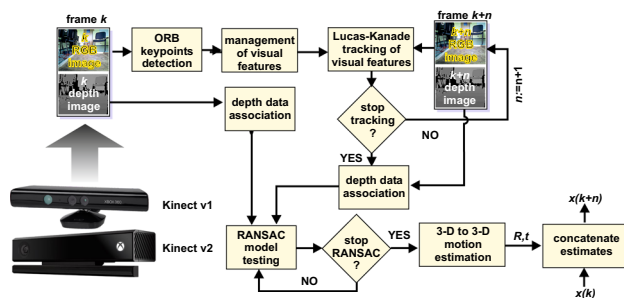 frame k
k
RGB
image
k
depth
image
ORB
keypoints
detection
management
of visual
features
Lucas-Kanade
tracking of
visual features
frame k+n
k+n
RGB
image
k+n
depth
image
n:=n+1
depth data
association
stop
tracking
?
NO
YES
depth data
association
XBOX 360
Kinect v1
Kinect v2
RANSAC
model
testing
stop
RANSAC
?
NO
YES
3-D to 3-D
motion
estimation
R,t
x(k+n)
concatenate
estimates
x(k)